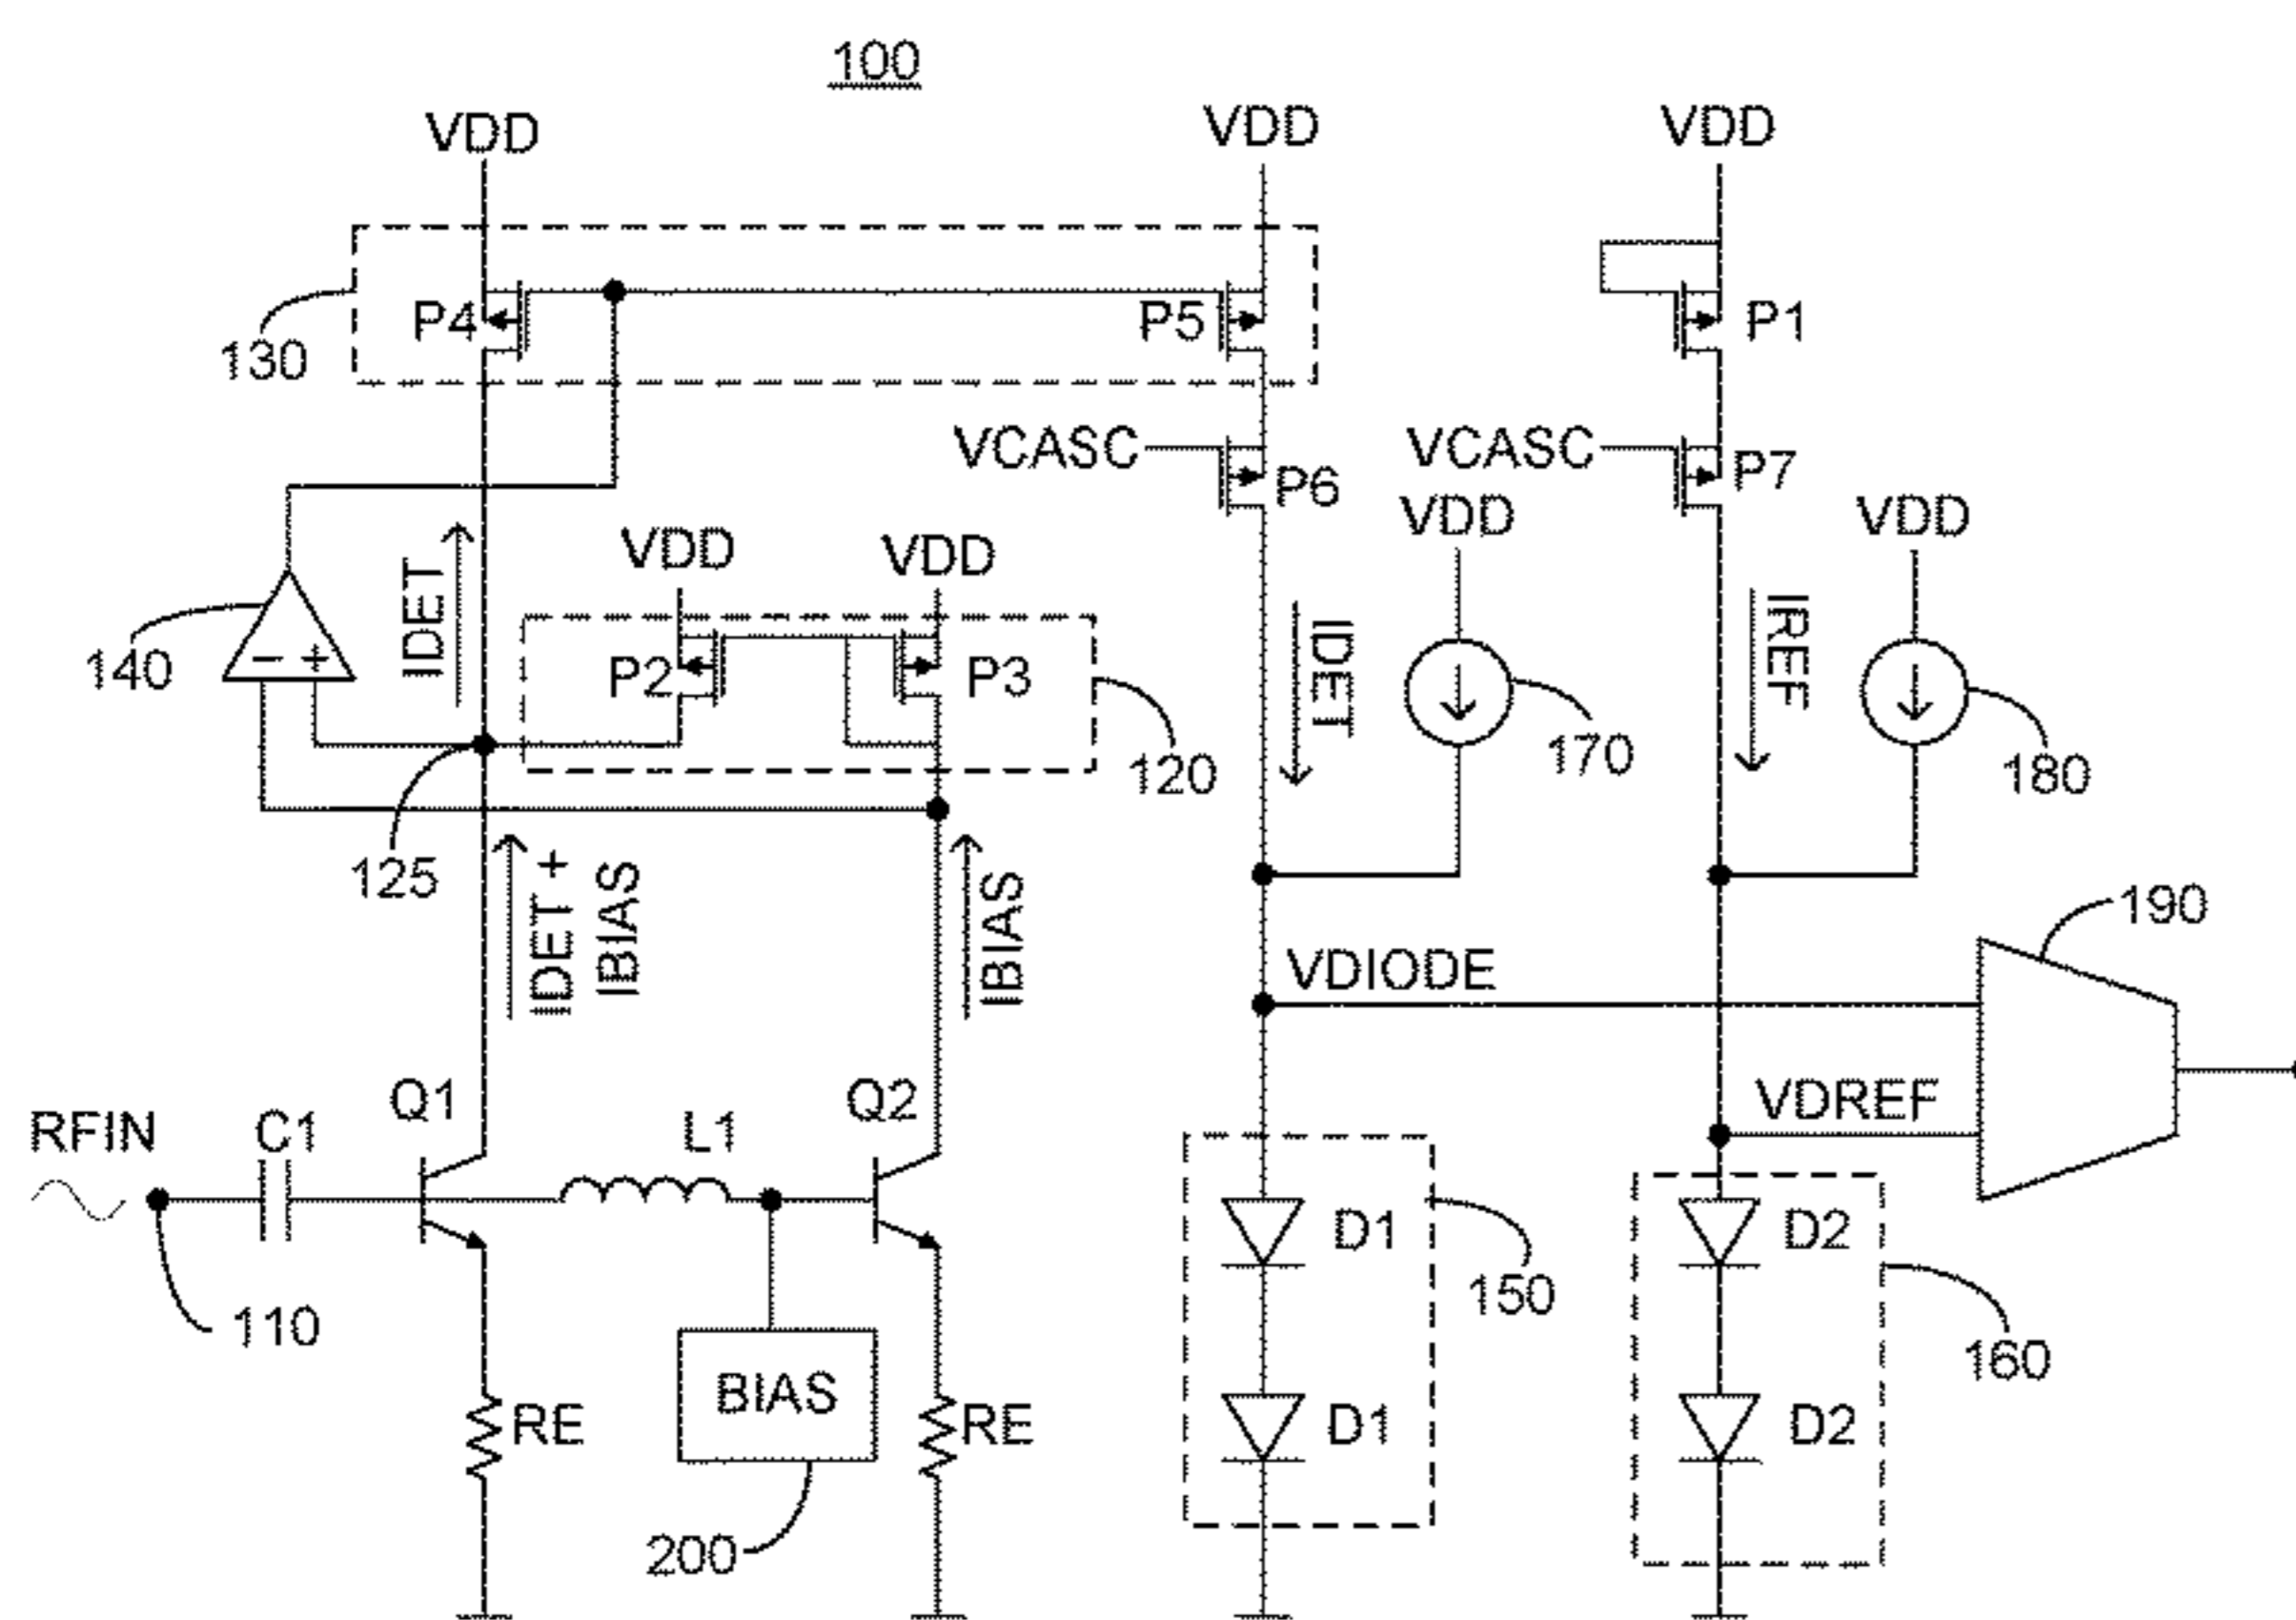 100
VDD
VDD
VDD
P4
P5
P1
130
VCASC
P6
VCASC
P7
VDD
VDD
VDD
VDD
IDET
140
- +
P2
P3
IDET
170
IREF
180
120
125
IDET +
IBIAS
IBIAS
190
VDIODE
VDREF
RFIN
C1
Q1
L1
Q2
110
D1
D2
150
160
BIAS
RE
RE
D1
D2
200